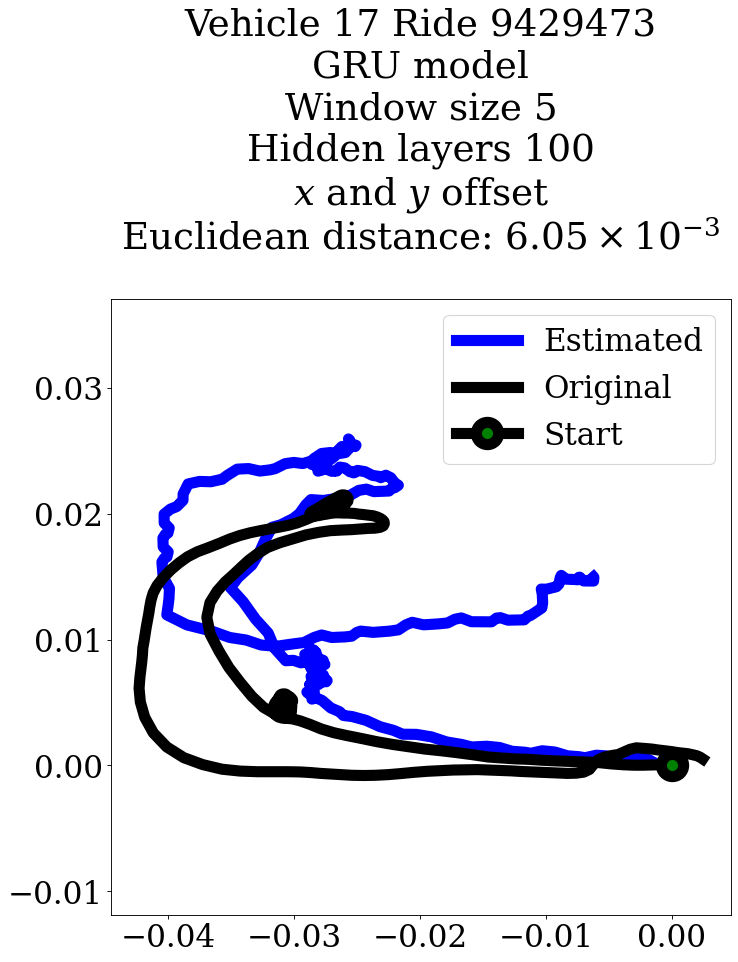 Vehicle 17 Ride 9429473
GRU model
Window size 5
Hidden layers 100
x and y offset
Euclidean distance: 6.05 × 10⁻³
Estimated
Original
Start
0.03
0.02
0.01
0.00
−0.01
−0.04 −0.03 −0.02 −0.01 0.00